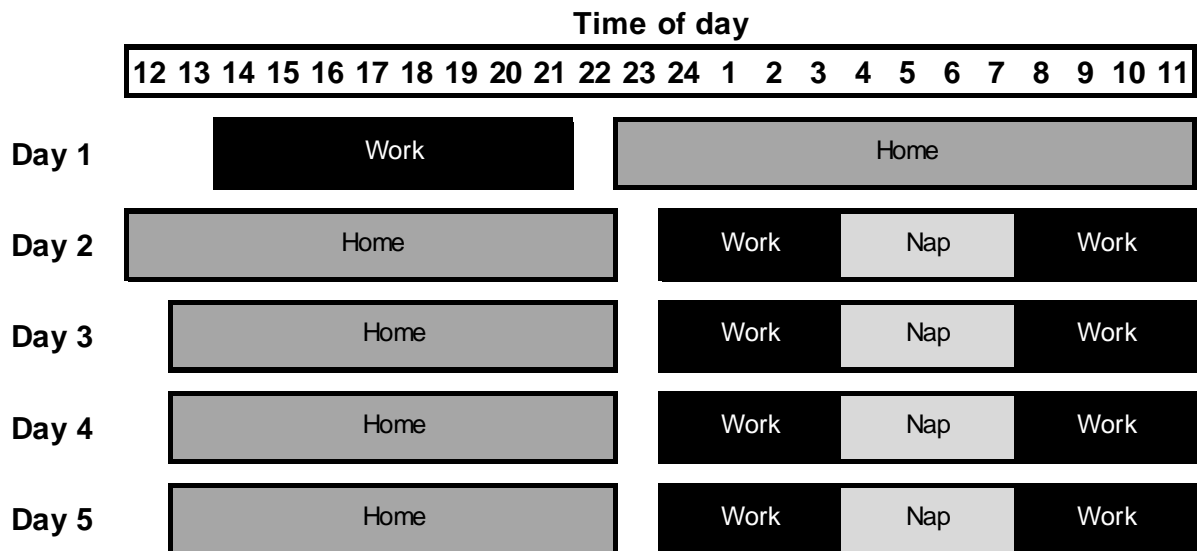 Time of day
12 13 14 15 16 17 18 19 20 21 22 23 24 1 2 3 4 5 6 7 8 9 10 11
Day 1 Work Home
Day 2 Home Work Nap Work
Day 3 Home Work Nap Work
Day 4 Home Work Nap Work
Day 5 Home Work Nap Work